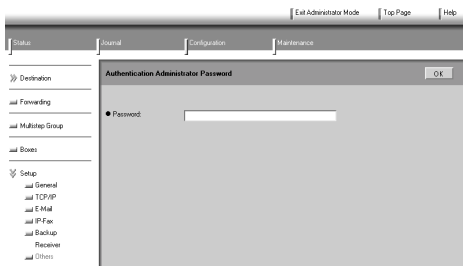 Exit Administrator Mode Top Page Help
Status Journal Configuration Maintenance
Destination
Forwarding
Multistep Group
Boxes
Setup
General
TCP/IP
E-Mail
IP-Fax
Backup
Receiver
Others
Authentication Administrator Password OK
Password: